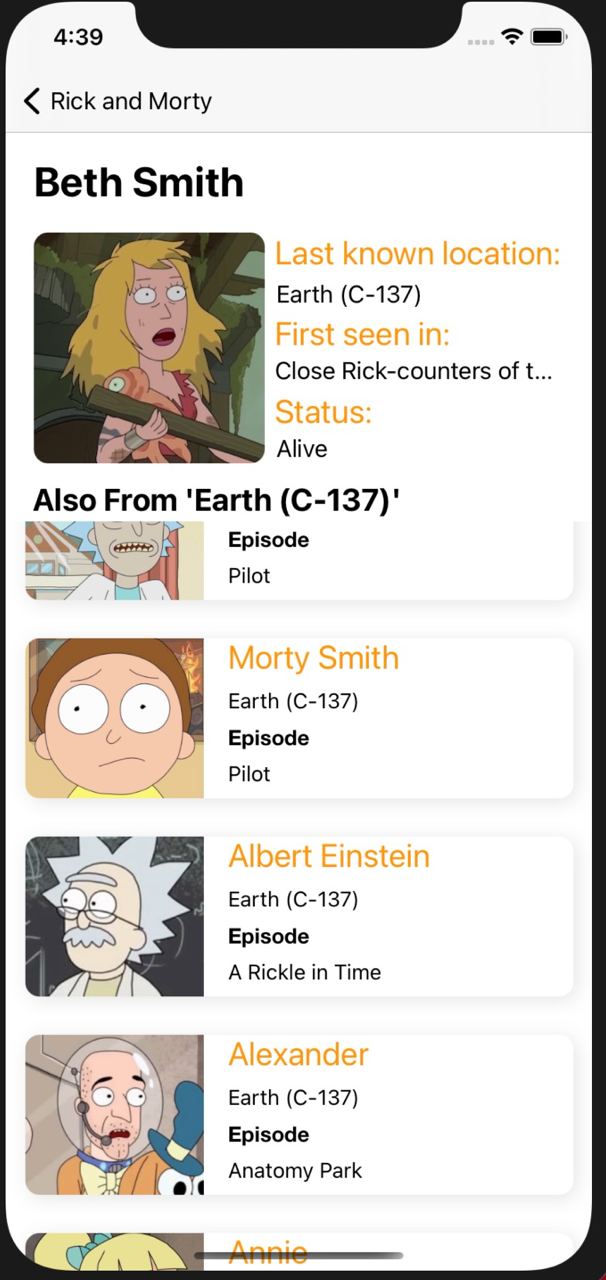 4:39
Rick and Morty
Beth Smith
Last known location:
Earth (C-137)
First seen in:
Close Rick-counters of t...
Status:
Alive
Also From 'Earth (C-137)'
Episode
Pilot
Morty Smith
Earth (C-137)
Episode
Pilot
Albert Einstein
Earth (C-137)
Episode
A Rickle in Time
Alexander
Earth (C-137)
Episode
Anatomy Park
Annie